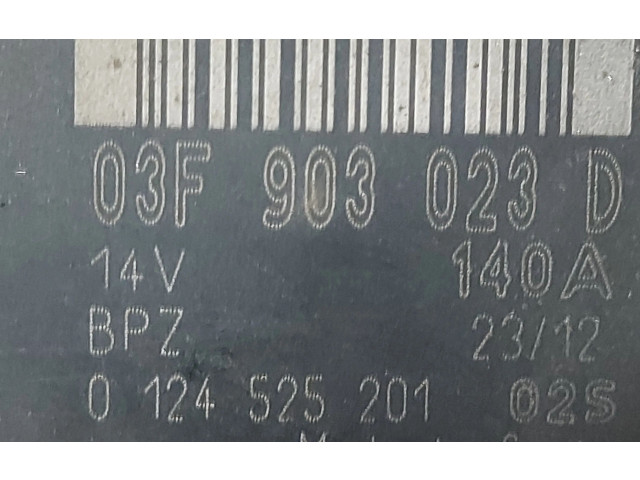 03F 903 023 D
14V 140A
BPZ 23/12
0 124 525 201 02S